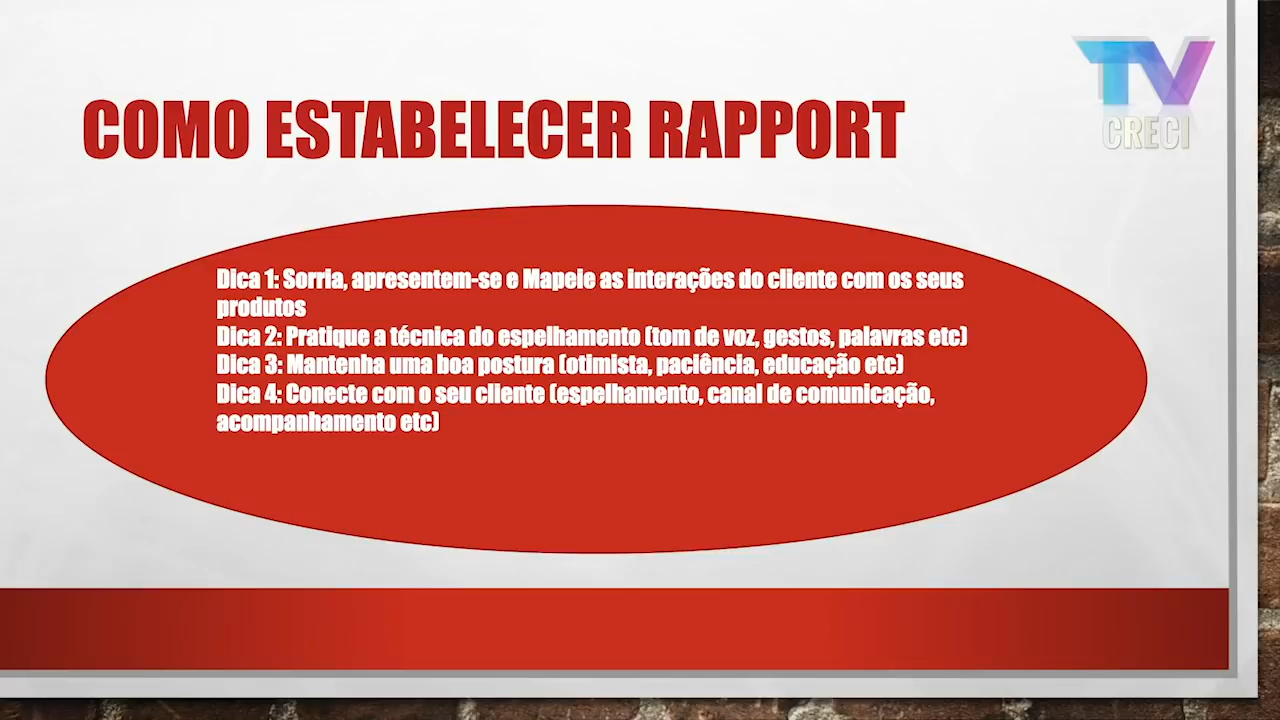 COMO ESTABELECER RAPPORT
TV
CRECI
Dica 1: Sorria, apresentem-se e Mapeie as interações do cliente com os seus
produtos
Dica 2: Pratique a técnica do espelhamento (tom de voz, gestos, palavras etc)
Dica 3: Mantenha uma boa postura (otimista, paciência, educação etc)
Dica 4: Conecte com o seu cliente (espelhamento, canal de comunicação,
acompanhamento etc)